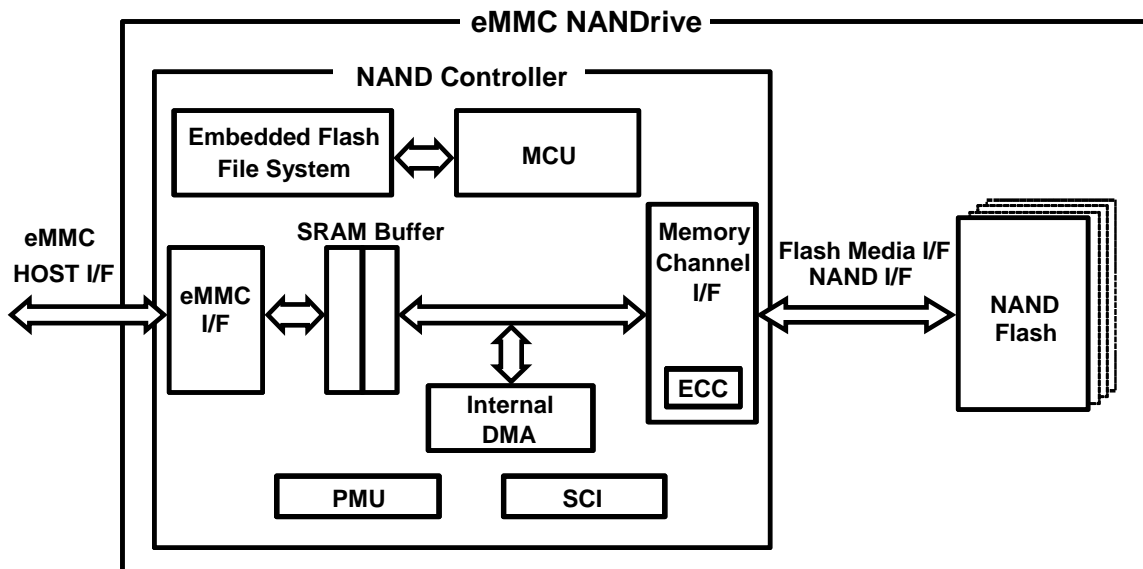 eMMC NANDrive
NAND Controller
Embedded Flash
File System
MCU
eMMC
HOST I/F
eMMC
I/F
SRAM Buffer
Memory
Channel
I/F
ECC
Internal
DMA
PMU
SCI
Flash Media I/F
NAND I/F
NAND
Flash